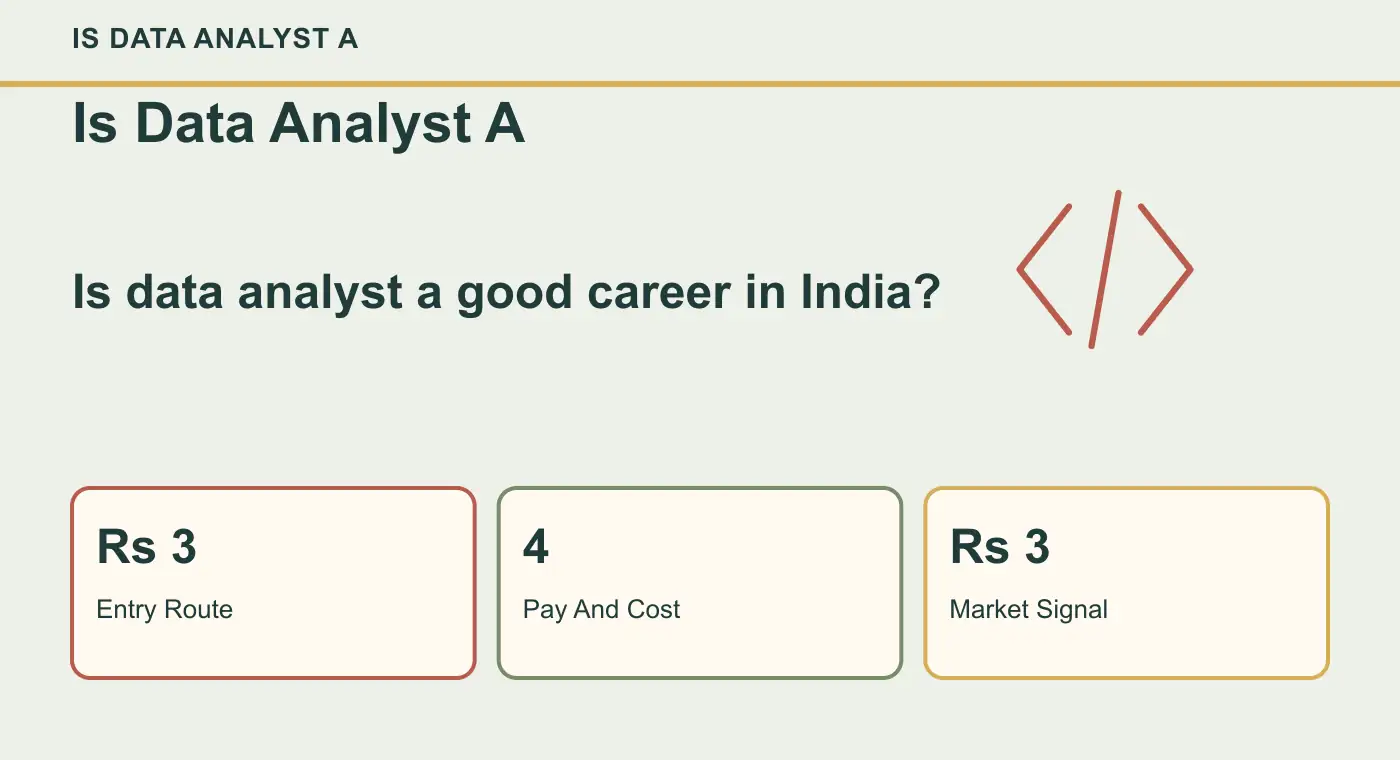 IS DATA ANALYST A
Is Data Analyst A
Is data analyst a good career in India?
Rs 3
Entry Route
4
Pay And Cost
Rs 3
Market Signal